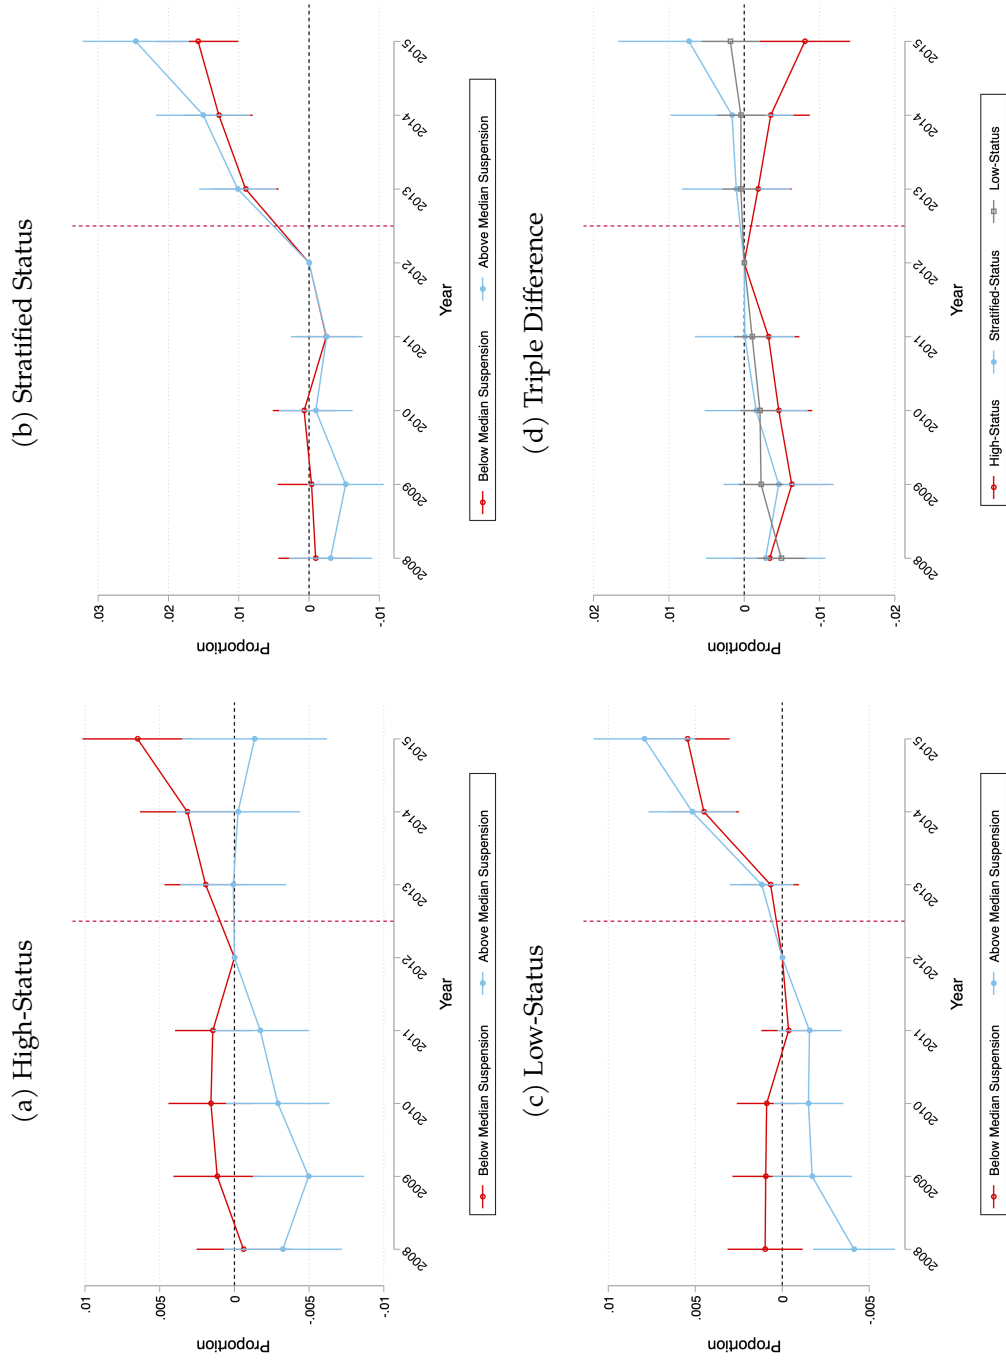 (a) High-Status
Proportion
.01
.005
0
-.005
-.01
2008
2009
2010
2011
2012
2013
2014
2015
Year
Below Median Suspension
Above Median Suspension
(b) Stratified Status
Proportion
.03
.02
.01
0
-.01
2008
2009
2010
2011
2012
2013
2014
2015
Year
Below Median Suspension
Above Median Suspension
(c) Low-Status
Proportion
.01
.005
0
-.005
2008
2009
2010
2011
2012
2013
2014
2015
Year
Below Median Suspension
Above Median Suspension
(d) Triple Difference
Proportion
.02
.01
0
-.01
-.02
2008
2009
2010
2011
2012
2013
2014
2015
Year
High-Status
Stratified-Status
Low-Status